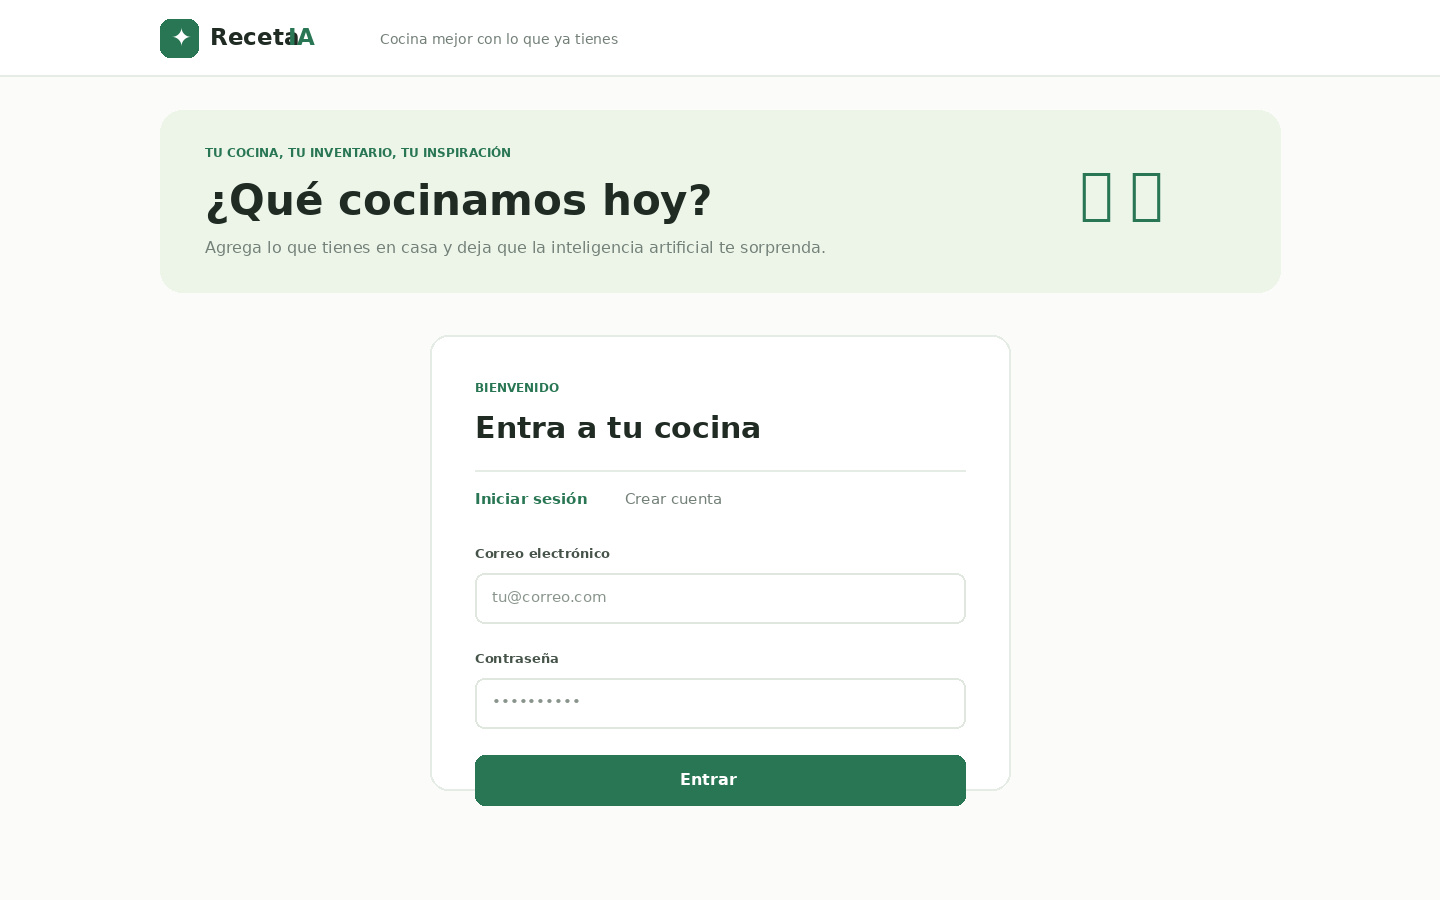 ✦ RecetaIA
Cocina mejor con lo que ya tienes
TU COCINA, TU INVENTARIO, TU INSPIRACIÓN
¿Qué cocinamos hoy?
Agrega lo que tienes en casa y deja que la inteligencia artificial te sorprenda.
BIENVENIDO
Entra a tu cocina
Iniciar sesión Crear cuenta
Correo electrónico
tu@correo.com
Contraseña
••••••••••
Entrar